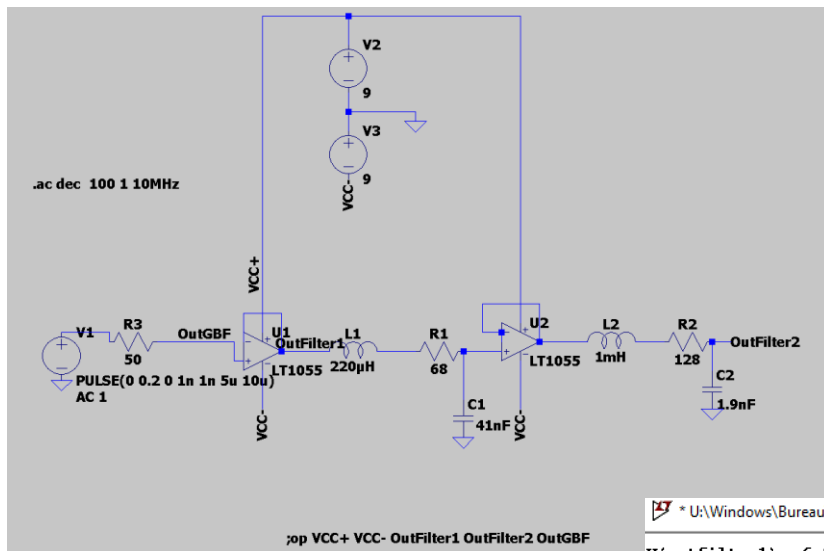 V2
9
V3
9
VCC-
.ac dec 100 1 10MHz
VCC+
V1
R3
50
OutGBF
U1
OutFilter1
LT1055
L1
220µH
R1
68
U2
LT1055
L2
1mH
R2
128
OutFilter2
PULSE(0 0.2 0 1n 1n 5u 10u)
AC 1
VCC-
C1
41nF
VCC-
C2
1.9nF
;op VCC+ VCC- OutFilter1 OutFilter2 OutGBF
* U:\Windows\Bureau